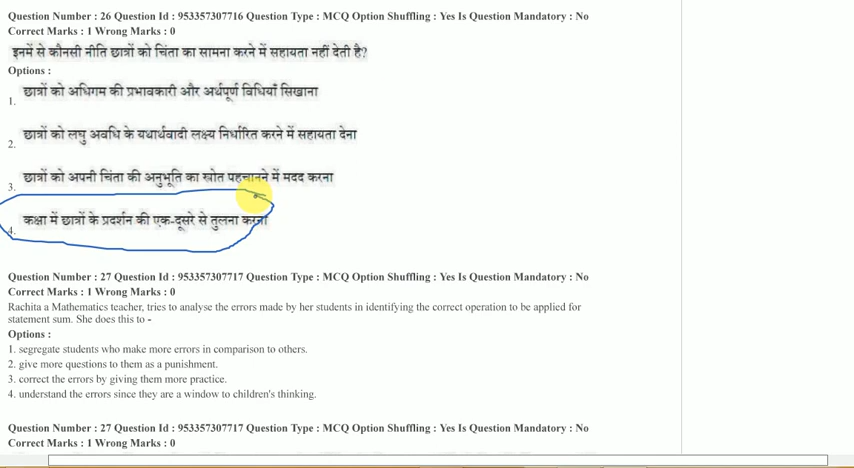 Question Number : 26 Question Id : 953357307716 Question Type : MCQ Option Shuffling : Yes Is Question Mandatory : No
Correct Marks : 1 Wrong Marks : 0
इनमें से कौनसी नीति छात्रों को चिंता का सामना करने में सहायता नहीं देती है?
Options :
1. छात्रों को अधिगम की प्रभावकारी और अर्थपूर्ण विधियाँ सिखाना
2. छात्रों को लघु अवधि के यथार्थवादी लक्ष्य निर्धारित करने में सहायता देना
3. छात्रों को अपनी चिंता की अनुभूति का स्रोत पहचानने में मदद करना
4. कक्षा में छात्रों के प्रदर्शन की एक-दूसरे से तुलना करना
Question Number : 27 Question Id : 953357307717 Question Type : MCQ Option Shuffling : Yes Is Question Mandatory : No
Correct Marks : 1 Wrong Marks : 0
Rachita a Mathematics teacher, tries to analyse the errors made by her students in identifying the correct operation to be applied for
statement sum. She does this to -
Options :
1. segregate students who make more errors in comparison to others.
2. give more questions to them as a punishment.
3. correct the errors by giving them more practice.
4. understand the errors since they are a window to children's thinking.
Question Number : 27 Question Id : 953357307717 Question Type : MCQ Option Shuffling : Yes Is Question Mandatory : No
Correct Marks : 1 Wrong Marks : 0